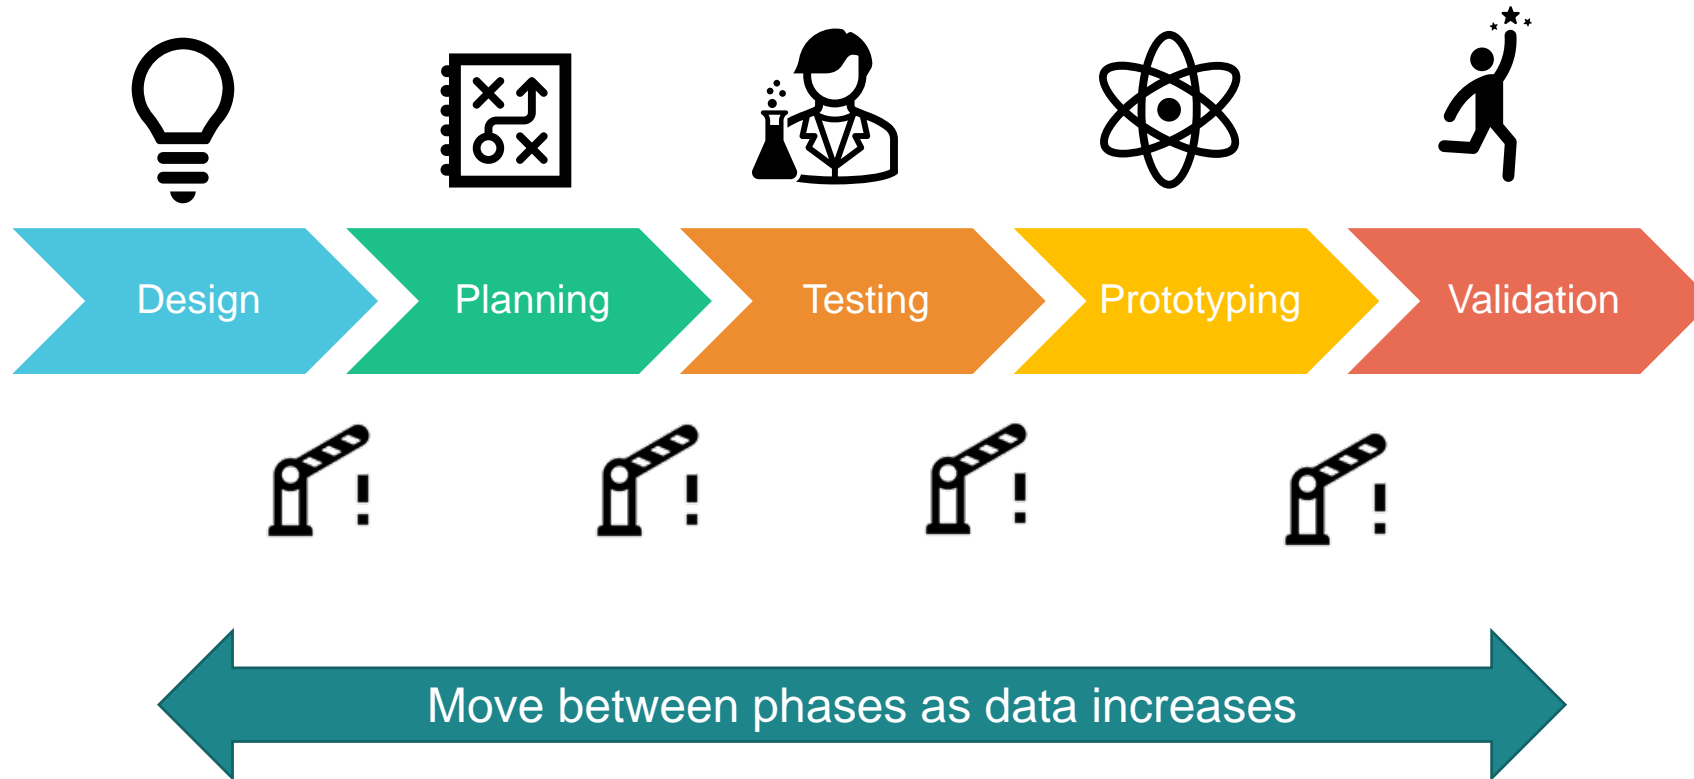 Design
Planning
Testing
Prototyping
Validation
Move between phases as data increases